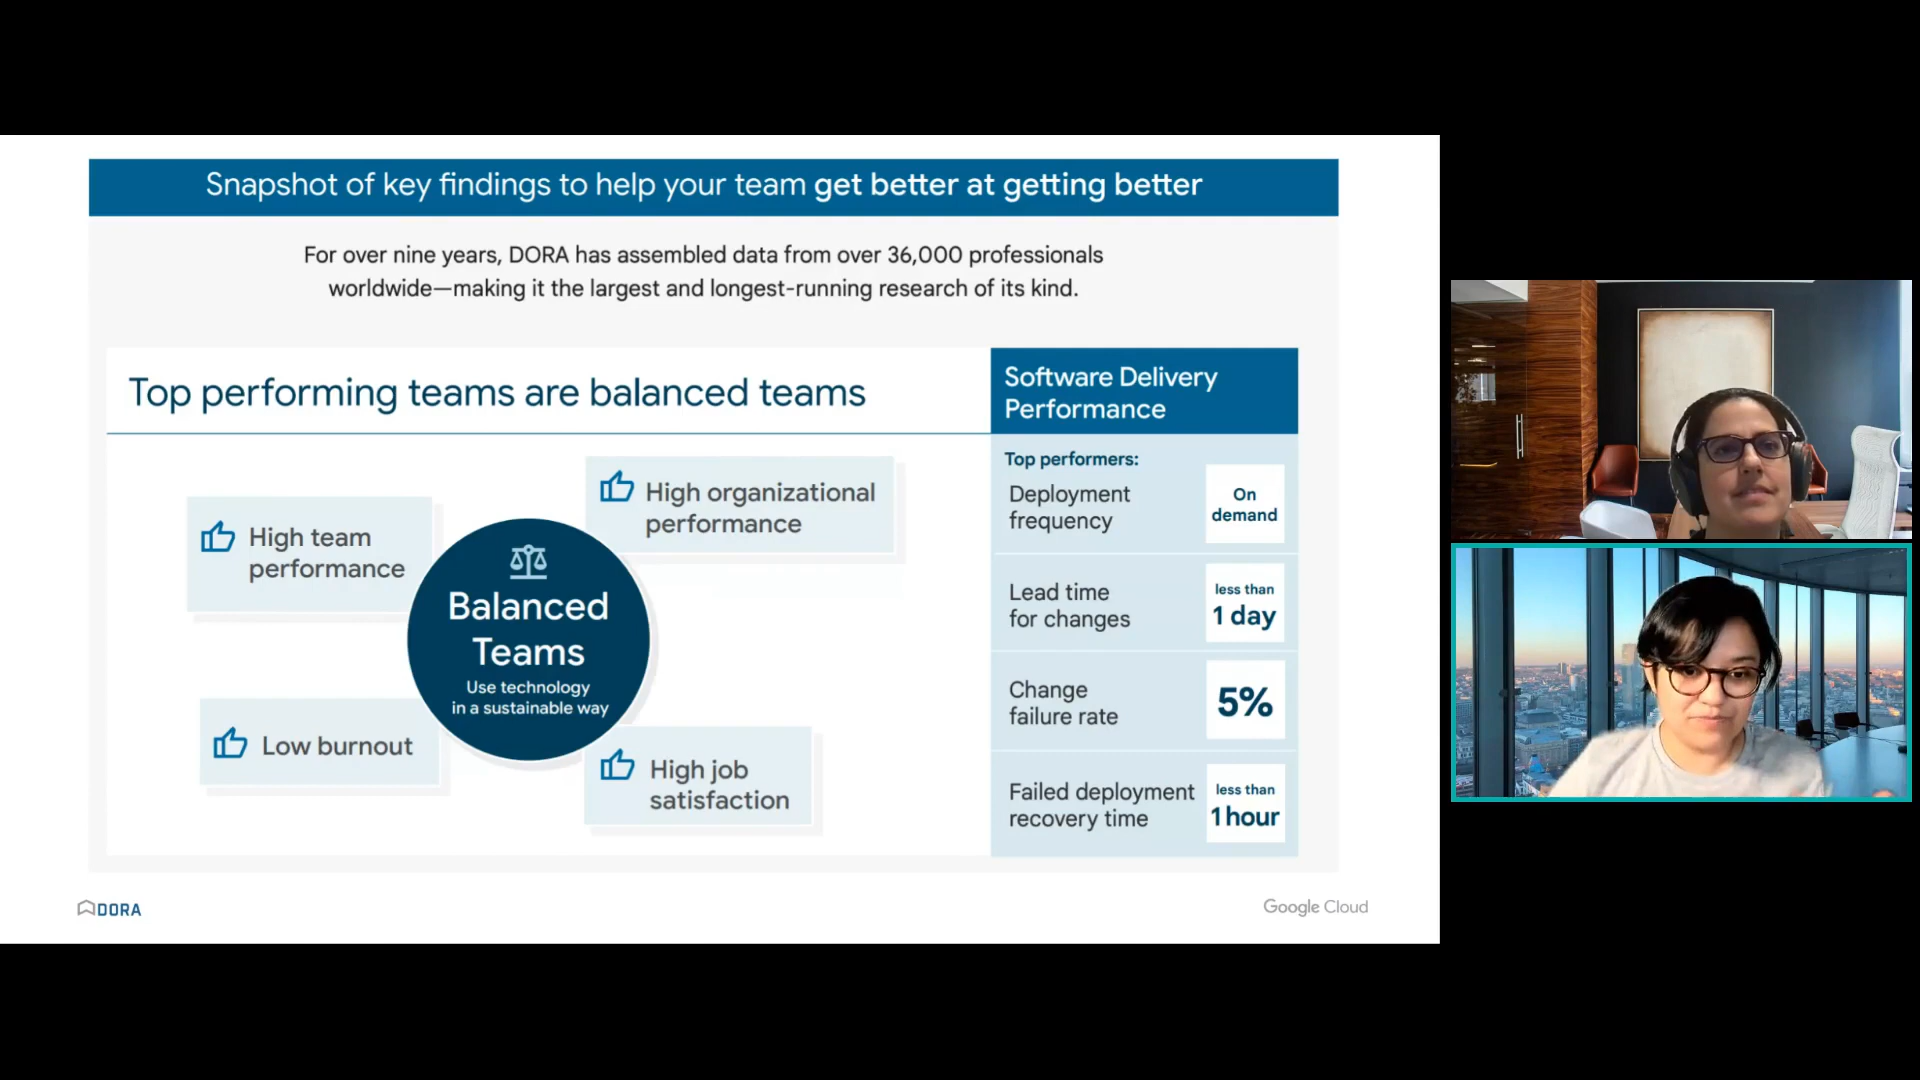 Snapshot of key findings to help your team get better at getting better
For over nine years, DORA has assembled data from over 36,000 professionals
worldwide—making it the largest and longest-running research of its kind.
Top performing teams are balanced teams
High team
performance
High organizational
performance
Balanced
Teams
Use technology
in a sustainable way
Low burnout
High job
satisfaction
Software Delivery
Performance
Top performers:
Deployment
frequency
On
demand
Lead time
for changes
less than
1 day
Change
failure rate
5%
Failed deployment
recovery time
less than
1 hour
DORA
Google Cloud